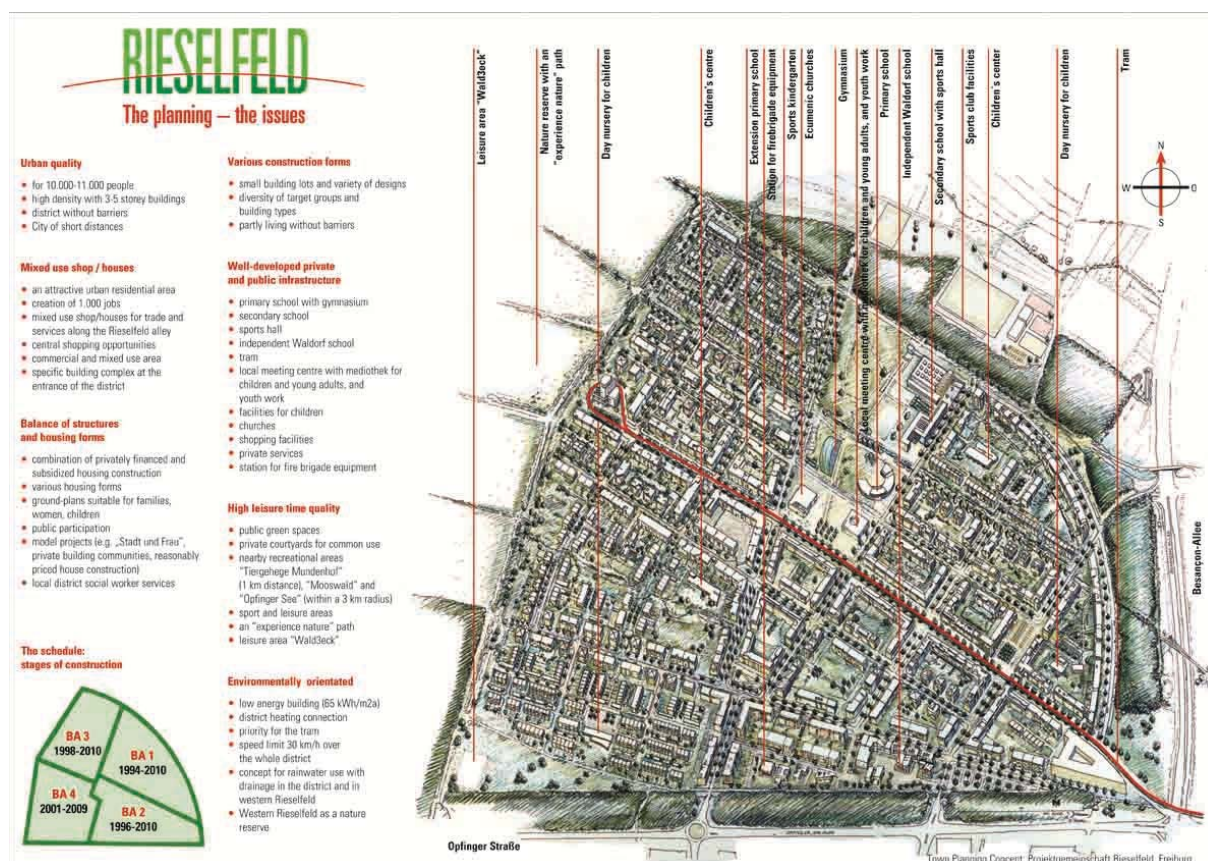 RIESELFELD
The planning – the issues
Urban quality
• for 10.000-11.000 people
• high density with 3-5 storey buildings
• district without barriers
• City of short distances
Mixed use shop / houses
• an attractive urban residential area
• creation of 1.000 jobs
• mixed use shop/houses for trade and
services along the Rieselfeld alley
• central shopping opportunities
• commercial and mixed use area
• specific building complex at the
entrance of the district
Balance of structures
and housing forms
• combination of privately financed and
subsidized housing construction
• various housing forms
• ground-plans suitable for families,
women, children
• public participation
• model projects (e.g. „Stadt und Frau",
private building communities, reasonably
priced house construction)
• local district social worker services
The schedule:
stages of construction
BA 3
1998-2010
BA 1
1994-2010
BA 4
2001-2009
BA 2
1996-2010
Various construction forms
• small building lots and variety of designs
• diversity of target groups and
building types
• partly living without barriers
Well-developed private
and public infrastructure
• primary school with gymnasium
• secondary school
• sports hall
• independent Waldorf school
• tram
• local meeting centre with mediothek for
children and young adults, and
youth work
• facilities for children
• churches
• shopping facilities
• private services
• station for fire brigade equipment
High leisure time quality
• public green spaces
• private courtyards for common use
• nearby recreational areas
"Tiergehege Mundenhof"
(1 km distance), "Mooswald" and
"Opfinger See" (within a 3 km radius)
• sport and leisure areas
• an "experience nature" path
• leisure area "Wald3eck"
Environmentally orientated
• low energy building (65 kWh/m2a)
• district heating connection
• priority for the tram
• speed limit 30 km/h over
the whole district
• concept for rainwater use with
drainage in the district and in
western Rieselfeld
• Western Rieselfeld as a nature
reserve
Leisure area "Wald3eck"
Nature reserve with an
"experience nature" path
Day nursery for children
Children's centre
Extension primary school
Station for firebrigade equipment
Sports kindergarten
Ecumenic churches
Gymnasium
Local meeting centre with mediothek for children and young adults, and youth work
Primary school
Independent Waldorf school
Secondary school with sports hall
Sports club facilities
Children's center
Day nursery for children
Tram
N
W O
S
Besançon-Allee
Opfinger Straße
Town Planning Concept: Projektgemeinschaft Rieselfeld, Freiburg